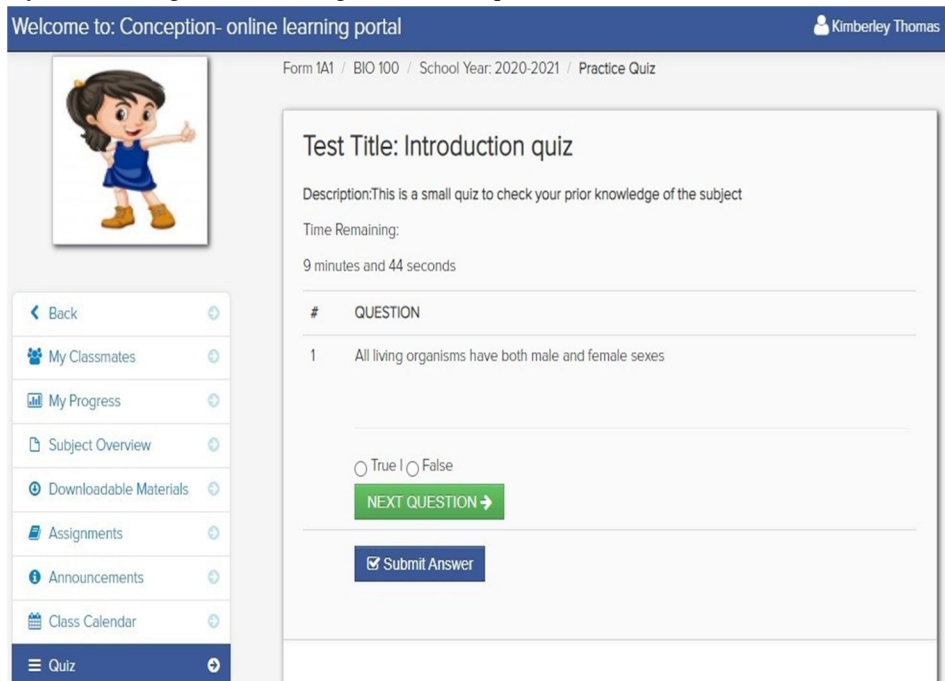 Welcome to: Conception- online learning portal
Kimberley Thomas
Form 1A1 / BIO 100 / School Year: 2020-2021 / Practice Quiz
Test Title: Introduction quiz
Description:This is a small quiz to check your prior knowledge of the subject
Time Remaining:
9 minutes and 44 seconds
# QUESTION
1 All living organisms have both male and female sexes
True | False
NEXT QUESTION
Submit Answer
Back
My Classmates
My Progress
Subject Overview
Downloadable Materials
Assignments
Announcements
Class Calendar
Quiz